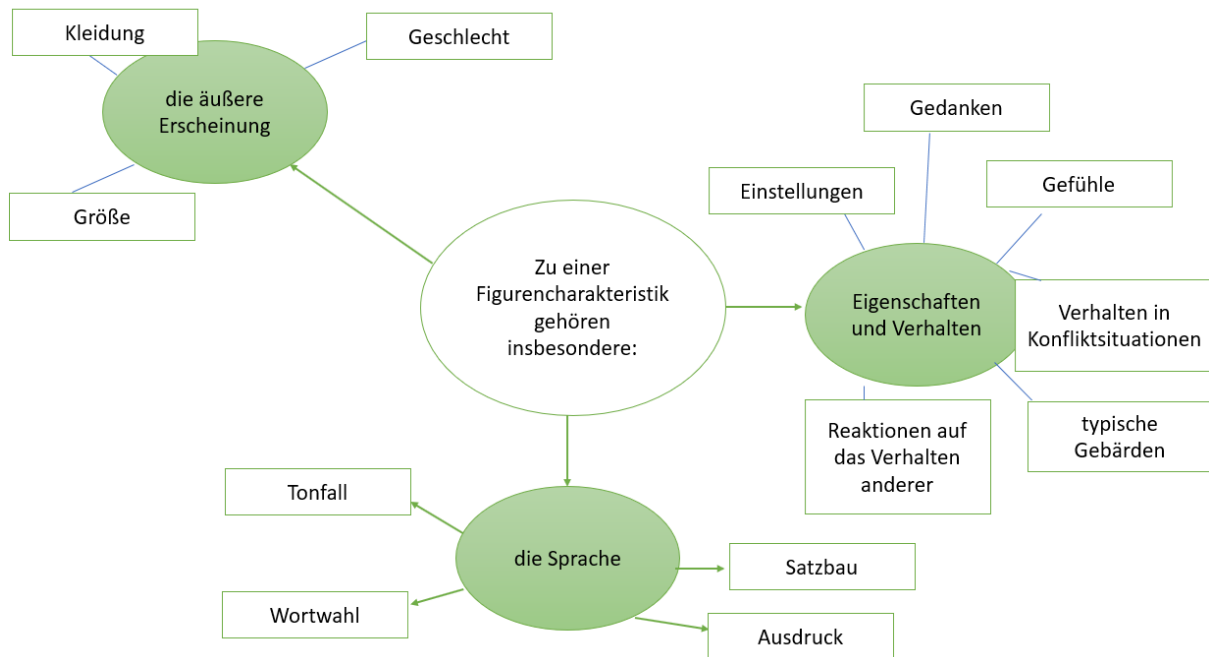 Kleidung
Geschlecht
die äußere
Erscheinung
Größe
Gedanken
Einstellungen
Gefühle
Zu einer
Figurencharakteristik
gehören
insbesondere:
Eigenschaften
und Verhalten
Verhalten in
Konfliktsituationen
Reaktionen auf
das Verhalten
anderer
typische
Gebärden
Tonfall
die Sprache
Satzbau
Wortwahl
Ausdruck